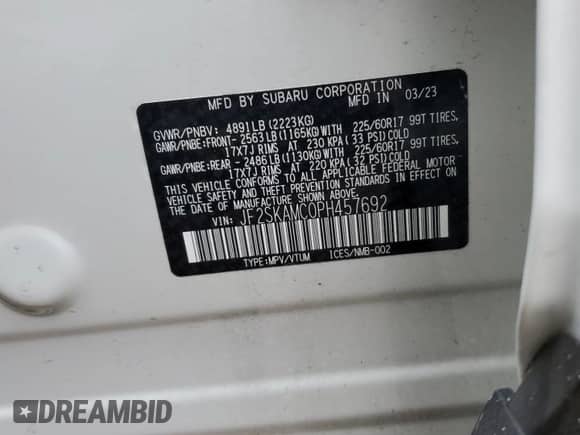 MFD BY SUBARU CORPORATION
MFD IN 03/23
GVWR/PNBV: 4891LB(2223KG)
GAWR/PNBE:FRONT- 2563LB(1165KG)WITH 225/60R17 99T TIRES,
17X7J RIMS AT 230 KPA(33 PSI)COLD
GAWR/PNBE:REAR - 2486LB(1130KG)WITH 225/60R17 99T TIRES,
17X7J RIMS AT 220 KPA(32 PSI)COLD
THIS VEHICLE CONFORMS TO ALL APPLICABLE FEDERAL MOTOR
VEHICLE SAFETY AND THEFT PREVENTION STANDARDS IN EFFECT ON
THE DATE OF MANUFACTURE SHOWN ABOVE.
VIN: JF2SKAMC0PH457692
TYPE:MPV/VTUM ICES/NMB-002
DREAMBID